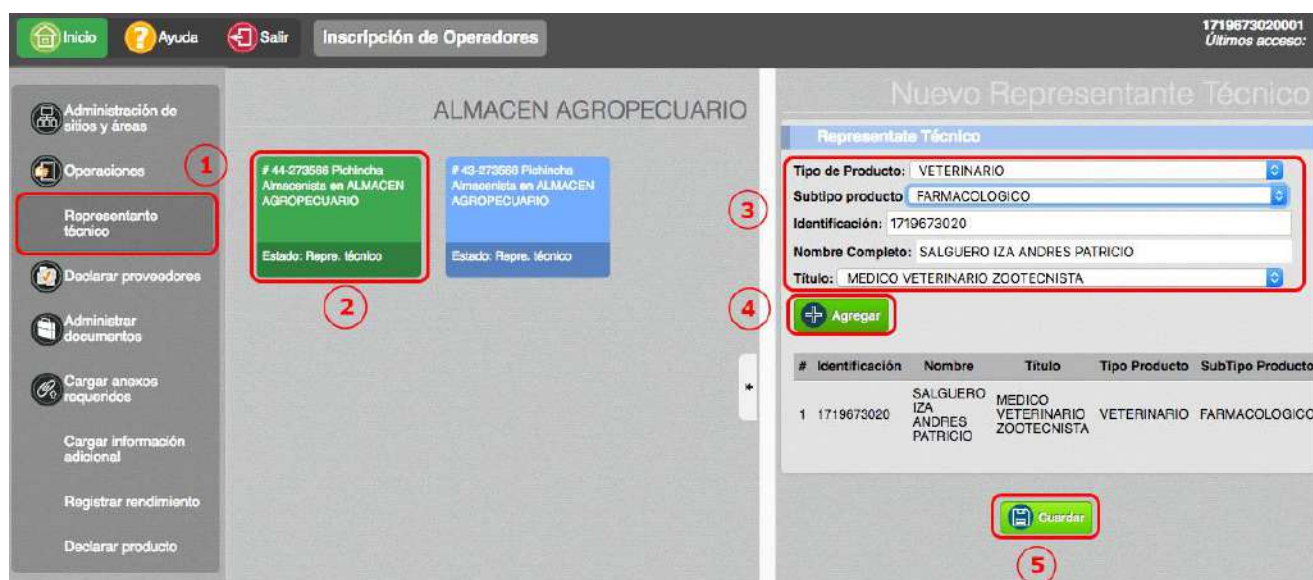 Inicio
Ayuda
Salir
Inscripción de Operadores
1719673020001
Últimos acceso:
Administración de
sitios y áreas
Operaciones
1
Representante
técnico
Declarar proveedores
Administrar
documentos
Cargar anexos
requeridos
Cargar información
adicional
Registrar rendimiento
Declarar producto
ALMACEN AGROPECUARIO
# 44-273566 Pichincha
Almacenista en ALMACEN
AGROPECUARIO
Estado: Repre. técnico
2
# 43-273566 Pichincha
Almacenista en ALMACEN
AGROPECUARIO
Estado: Repre. técnico
Nuevo Representante Técnico
Representate Técnico
3
Tipo de Producto: VETERINARIO
Subtipo producto FARMACOLOGICO
Identificación: 1719673020
Nombre Completo: SALGUERO IZA ANDRES PATRICIO
Título: MEDICO VETERINARIO ZOOTECNISTA
4
Agregar
# Identificación Nombre Título Tipo Producto SubTipo Producto
1 1719673020 SALGUERO IZA ANDRES PATRICIO MEDICO VETERINARIO ZOOTECNISTA VETERINARIO FARMACOLOGICO
Guardar
5